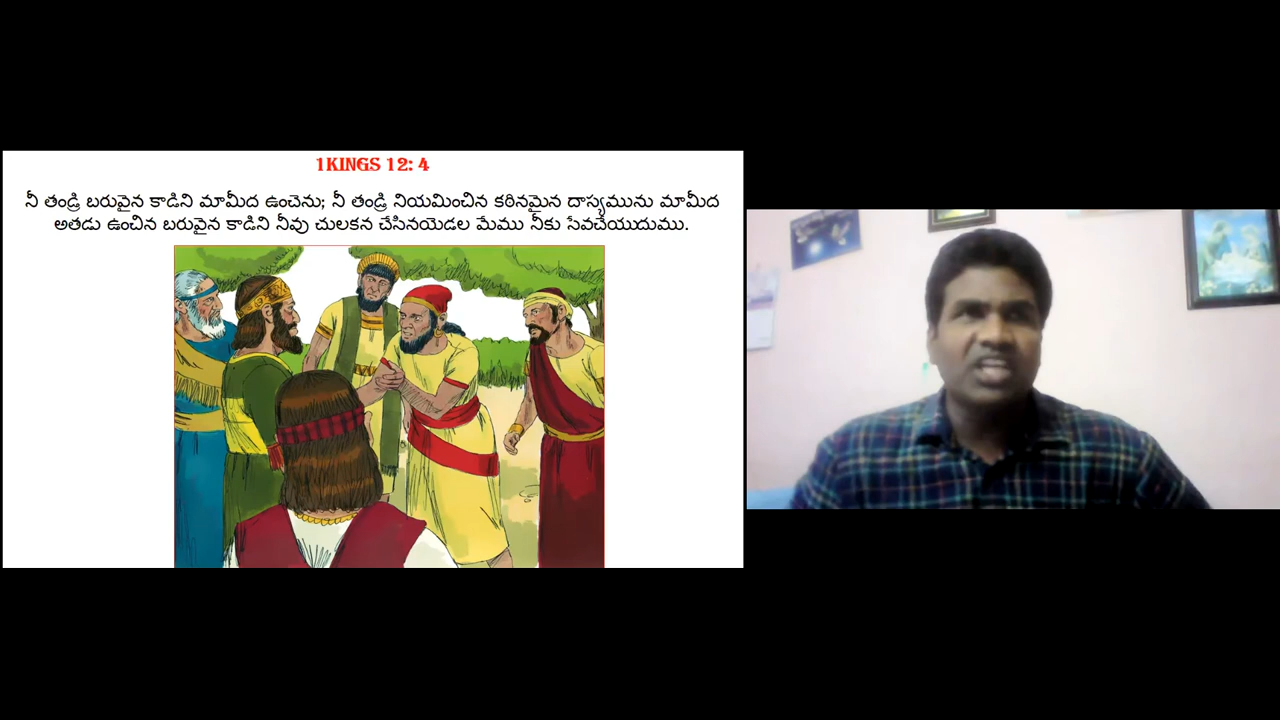 1KINGS 12: 4
నీ తండ్రి బరువైన కాడిని మామీద ఉంచెను; నీ తండ్రి నియమించిన కఠినమైన దాస్యమును మామీద
అతడు ఉంచిన బరువైన కాడిని నీవు చులకన చేసినయెడల మేము నీకు సేవచేయుదుము.